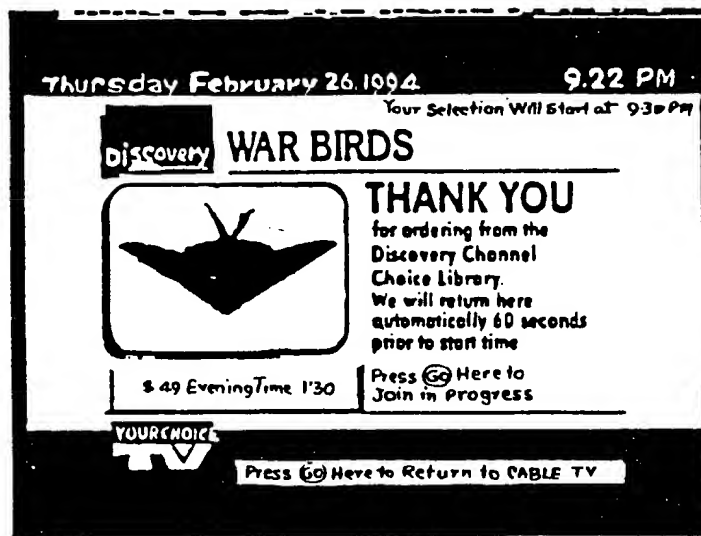 Thursday February 26.1994 9.22 PM
Your Selection Will Start at 9:30 PM
Discovery WAR BIRDS
THANK YOU
for ordering from the
Discovery Channel
Choice Library.
We will return here
automatically 60 seconds
prior to start time
$ 49 Evening Time 1'30
Press GO Here to
Join in Progress
YOUR CHOICE
TV
Press GO Here to Return to CABLE TV